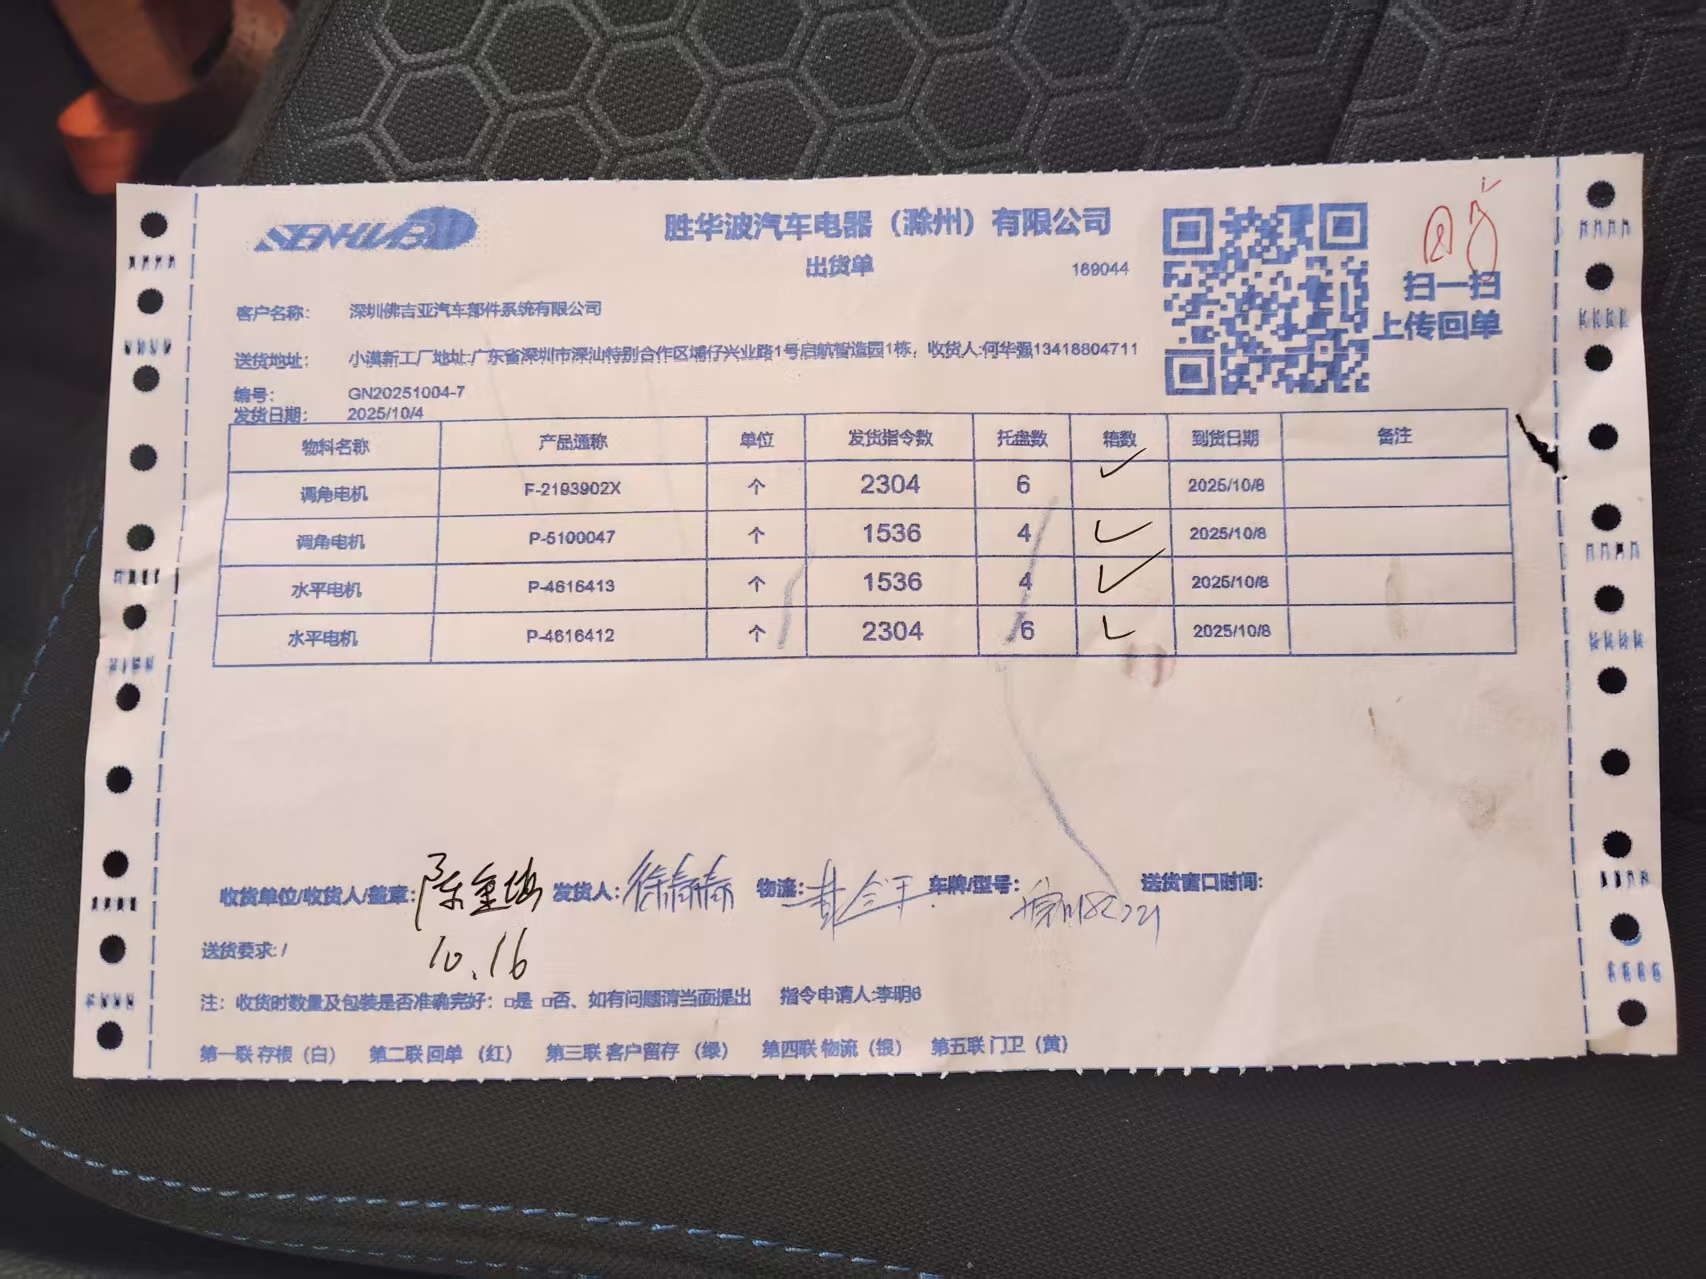 SENHUABO
胜华波汽车电器（滁州）有限公司
出货单
169044
扫一扫
上传回单
客户名称： 深圳佛吉亚汽车部件系统有限公司
送货地址： 小漠新工厂地址:广东省深圳市深汕特别合作区埔仔兴业路1号启航智造园1栋，收货人:何华强13418804711
编号： GN20251004-7
发货日期： 2025/10/4
物料名称 产品通称 单位 发货指令数 托盘数 箱数 到货日期 备注
调角电机 F-2193902X 个 2304 6 2025/10/8
调角电机 P-5100047 个 1536 4 2025/10/8
水平电机 P-4616413 个 1536 4 2025/10/8
水平电机 P-4616412 个 2304 6 2025/10/8
收货单位/收货人/盖章： 发货人： 物流： 车牌/型号： 送货窗口时间：
10.16
送货要求: /
注：收货时数量及包装是否准确完好：□是 □否、如有问题请当面提出 指令申请人:李明6
第一联 存根（白） 第二联 回单（红） 第三联 客户留存（绿） 第四联 物流（银） 第五联 门卫（黄）